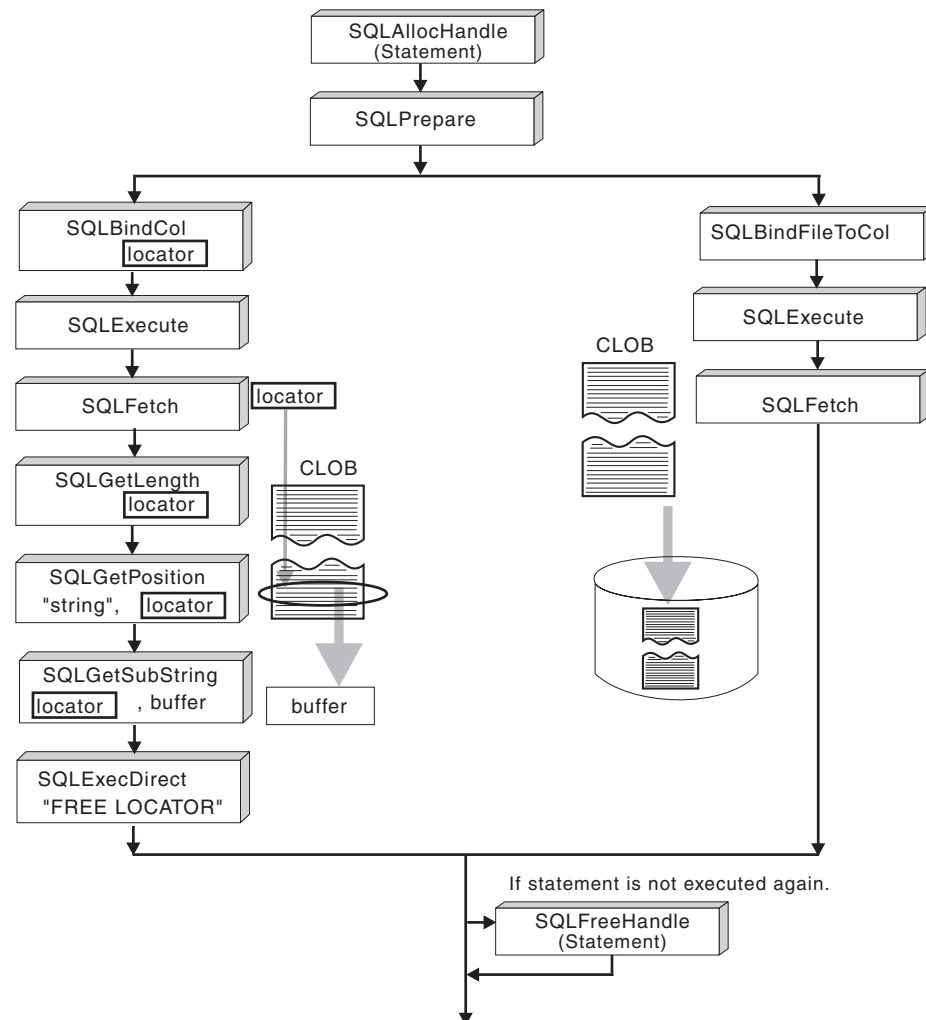 SQLAllocHandle
(Statement)
SQLPrepare
SQLBindCol
locator
SQLExecute
SQLFetch
locator
SQLGetLength
locator
CLOB
SQLGetPosition
"string", locator
SQLGetSubString
locator , buffer
buffer
SQLExecDirect
"FREE LOCATOR"
SQLBindFileToCol
SQLExecute
CLOB
SQLFetch
If statement is not executed again.
SQLFreeHandle
(Statement)